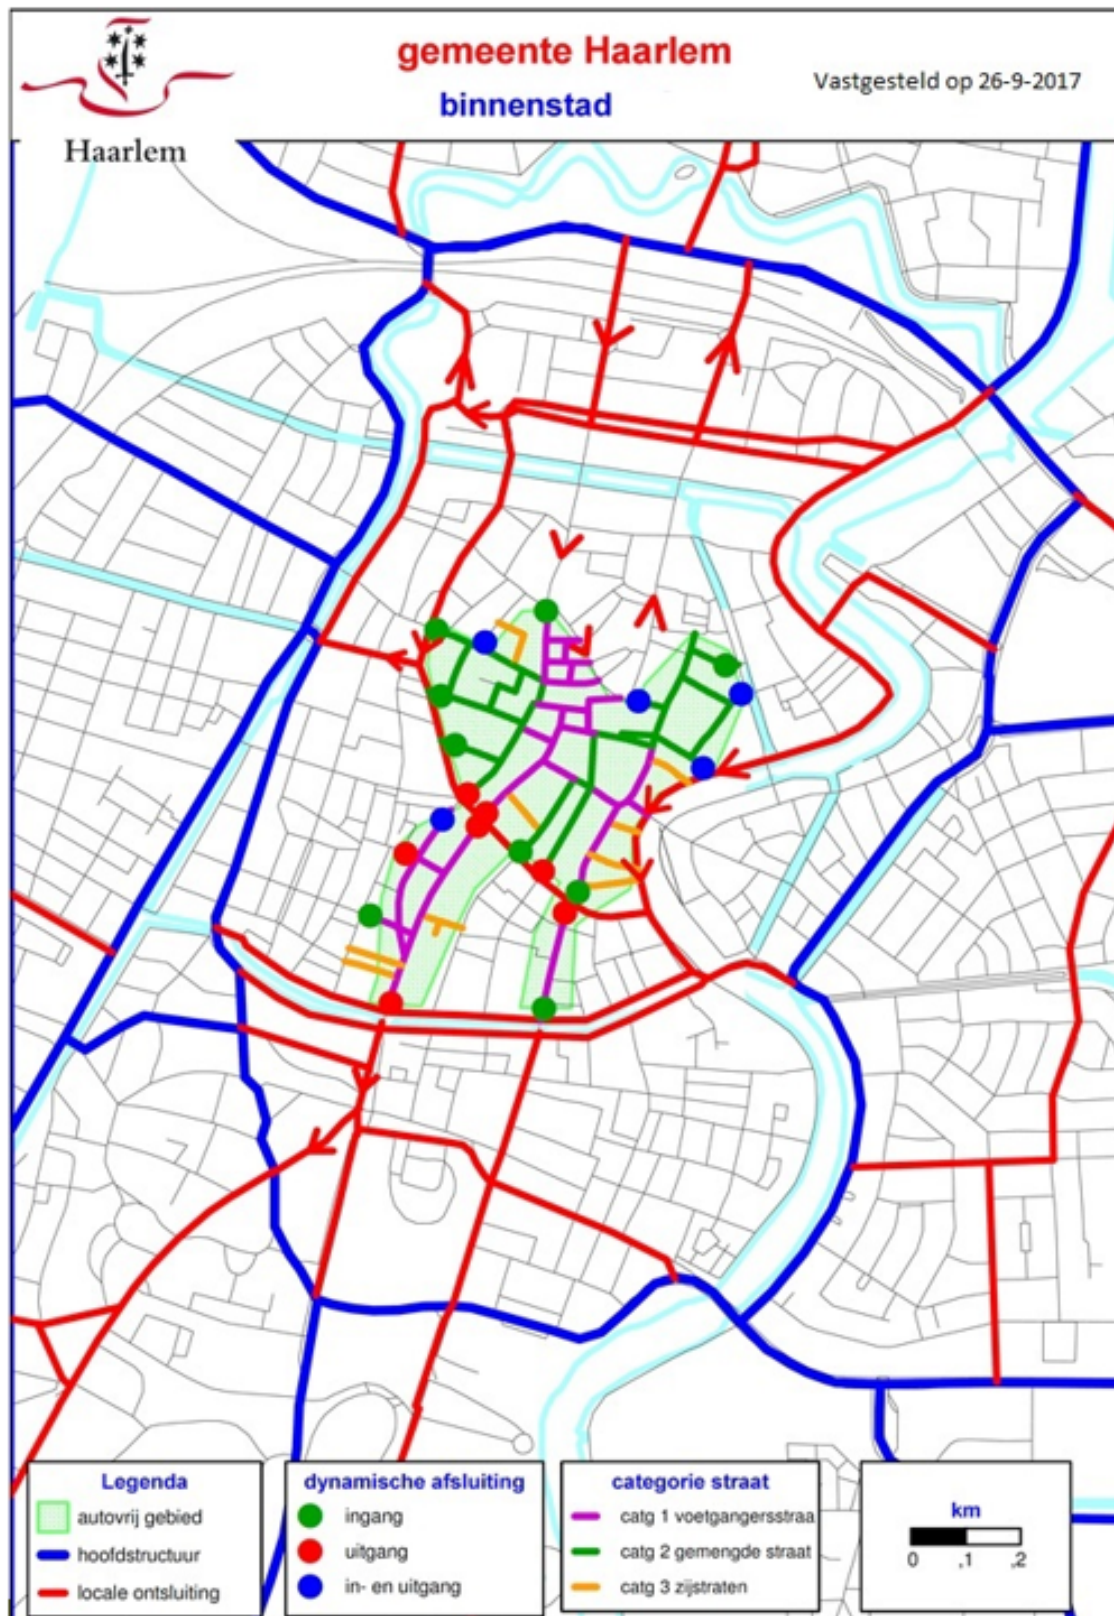 gemeente Haarlem
binnenstad
Vastgesteld op 26-9-2017
Haarlem
Legenda
autovrij gebied
hoofdstructuur
locale ontsluiting
dynamische afsluiting
ingang
uitgang
in- en uitgang
categorie straat
catg 1 voetgangersstraa
catg 2 gemengde straat
catg 3 zijstraten
km
0 ,1 ,2